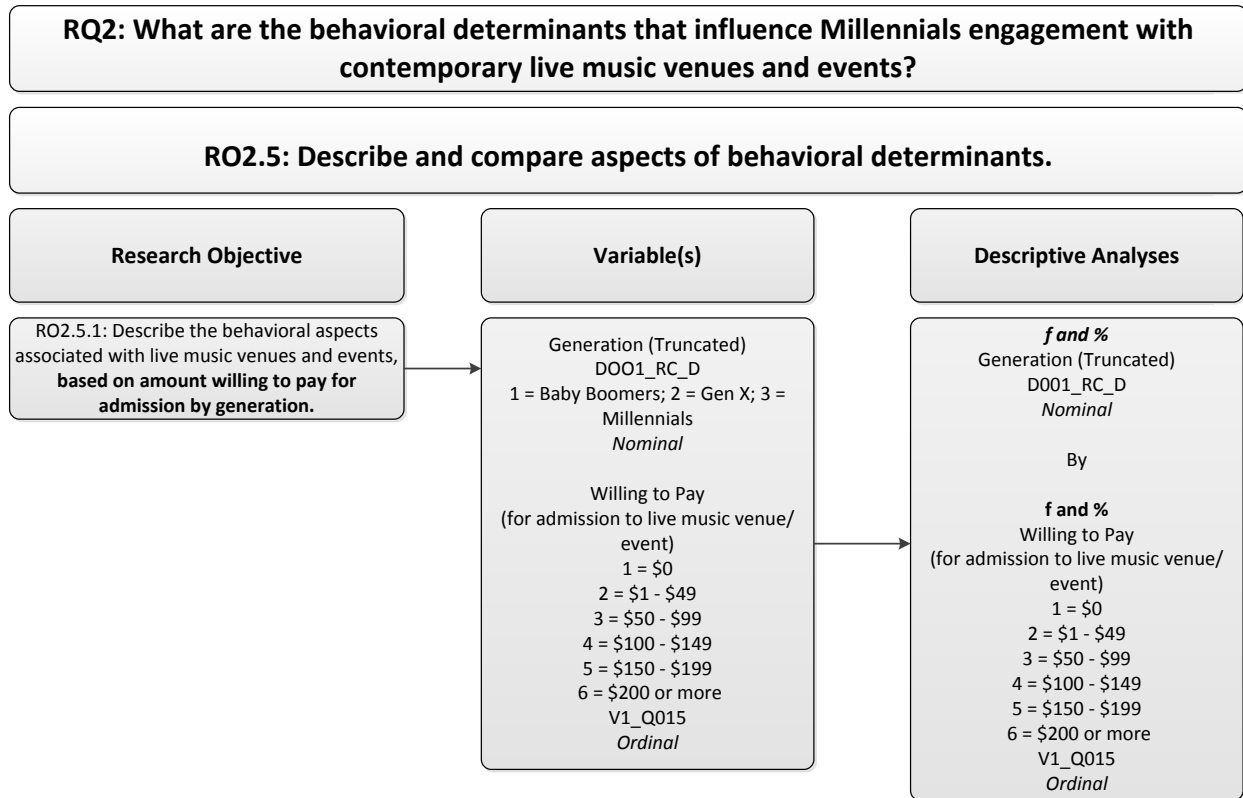 RQ2: What are the behavioral determinants that influence Millennials engagement with
contemporary live music venues and events?
RO2.5: Describe and compare aspects of behavioral determinants.
Research Objective
Variable(s)
Descriptive Analyses
RO2.5.1: Describe the behavioral aspects
associated with live music venues and events,
based on amount willing to pay for
admission by generation.
Generation (Truncated)
DOO1_RC_D
1 = Baby Boomers; 2 = Gen X; 3 =
Millennials
Nominal
Willing to Pay
(for admission to live music venue/
event)
1 = $0
2 = $1 - $49
3 = $50 - $99
4 = $100 - $149
5 = $150 - $199
6 = $200 or more
V1_Q015
Ordinal
f and %
Generation (Truncated)
D001_RC_D
Nominal
By
f and %
Willing to Pay
(for admission to live music venue/
event)
1 = $0
2 = $1 - $49
3 = $50 - $99
4 = $100 - $149
5 = $150 - $199
6 = $200 or more
V1_Q015
Ordinal